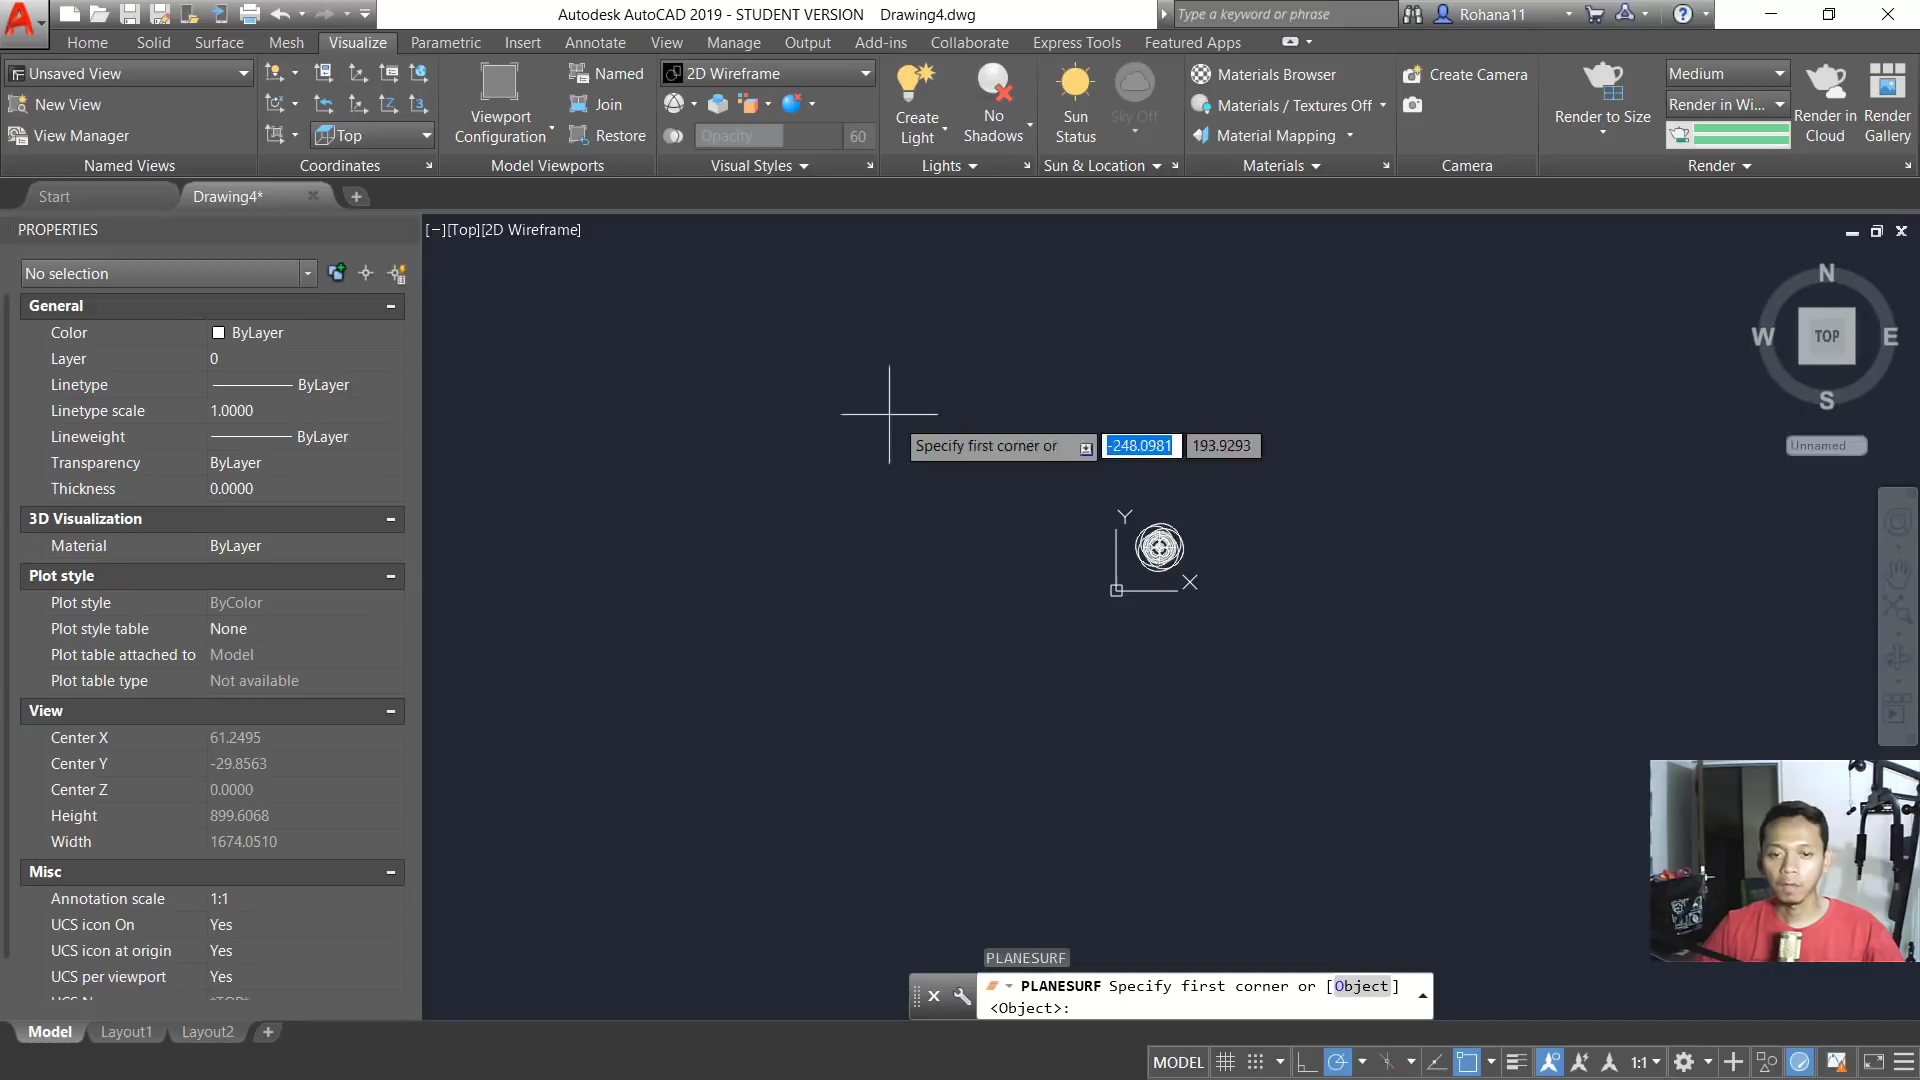 Autodesk AutoCAD 2019 - STUDENT VERSION Drawing4.dwg
Type a keyword or phrase
Rohana11
Home Solid Surface Mesh Visualize Parametric Insert Annotate View Manage Output Add-ins Collaborate Express Tools Featured Apps
Unsaved View
New View
View Manager
Named Views
Top
Coordinates
Viewport
Configuration
Named
Join
Restore
Model Viewports
2D Wireframe
Opacity 60
Visual Styles
Create
Light
No
Shadows
Lights
Sun
Status
Sky Off
Sun & Location
Materials Browser
Materials / Textures Off
Material Mapping
Materials
Create Camera
Camera
Render to Size
Medium
Render in Wi...
Render in
Cloud
Render
Gallery
Render
Start Drawing4*
PROPERTIES
No selection
General
Color ByLayer
Layer 0
Linetype ByLayer
Linetype scale 1.0000
Lineweight ByLayer
Transparency ByLayer
Thickness 0.0000
3D Visualization
Material ByLayer
Plot style
Plot style ByColor
Plot style table None
Plot table attached to Model
Plot table type Not available
View
Center X 61.2495
Center Y -29.8563
Center Z 0.0000
Height 899.6068
Width 1674.0510
Misc
Annotation scale 1:1
UCS icon On Yes
UCS icon at origin Yes
UCS per viewport Yes
[−][Top][2D Wireframe]
N
W TOP E
S
Unnamed
Specify first corner or -248.0981 193.9293
Y
X
PLANESURF
PLANESURF Specify first corner or [Object]
<Object>:
Model Layout1 Layout2
MODEL 1:1